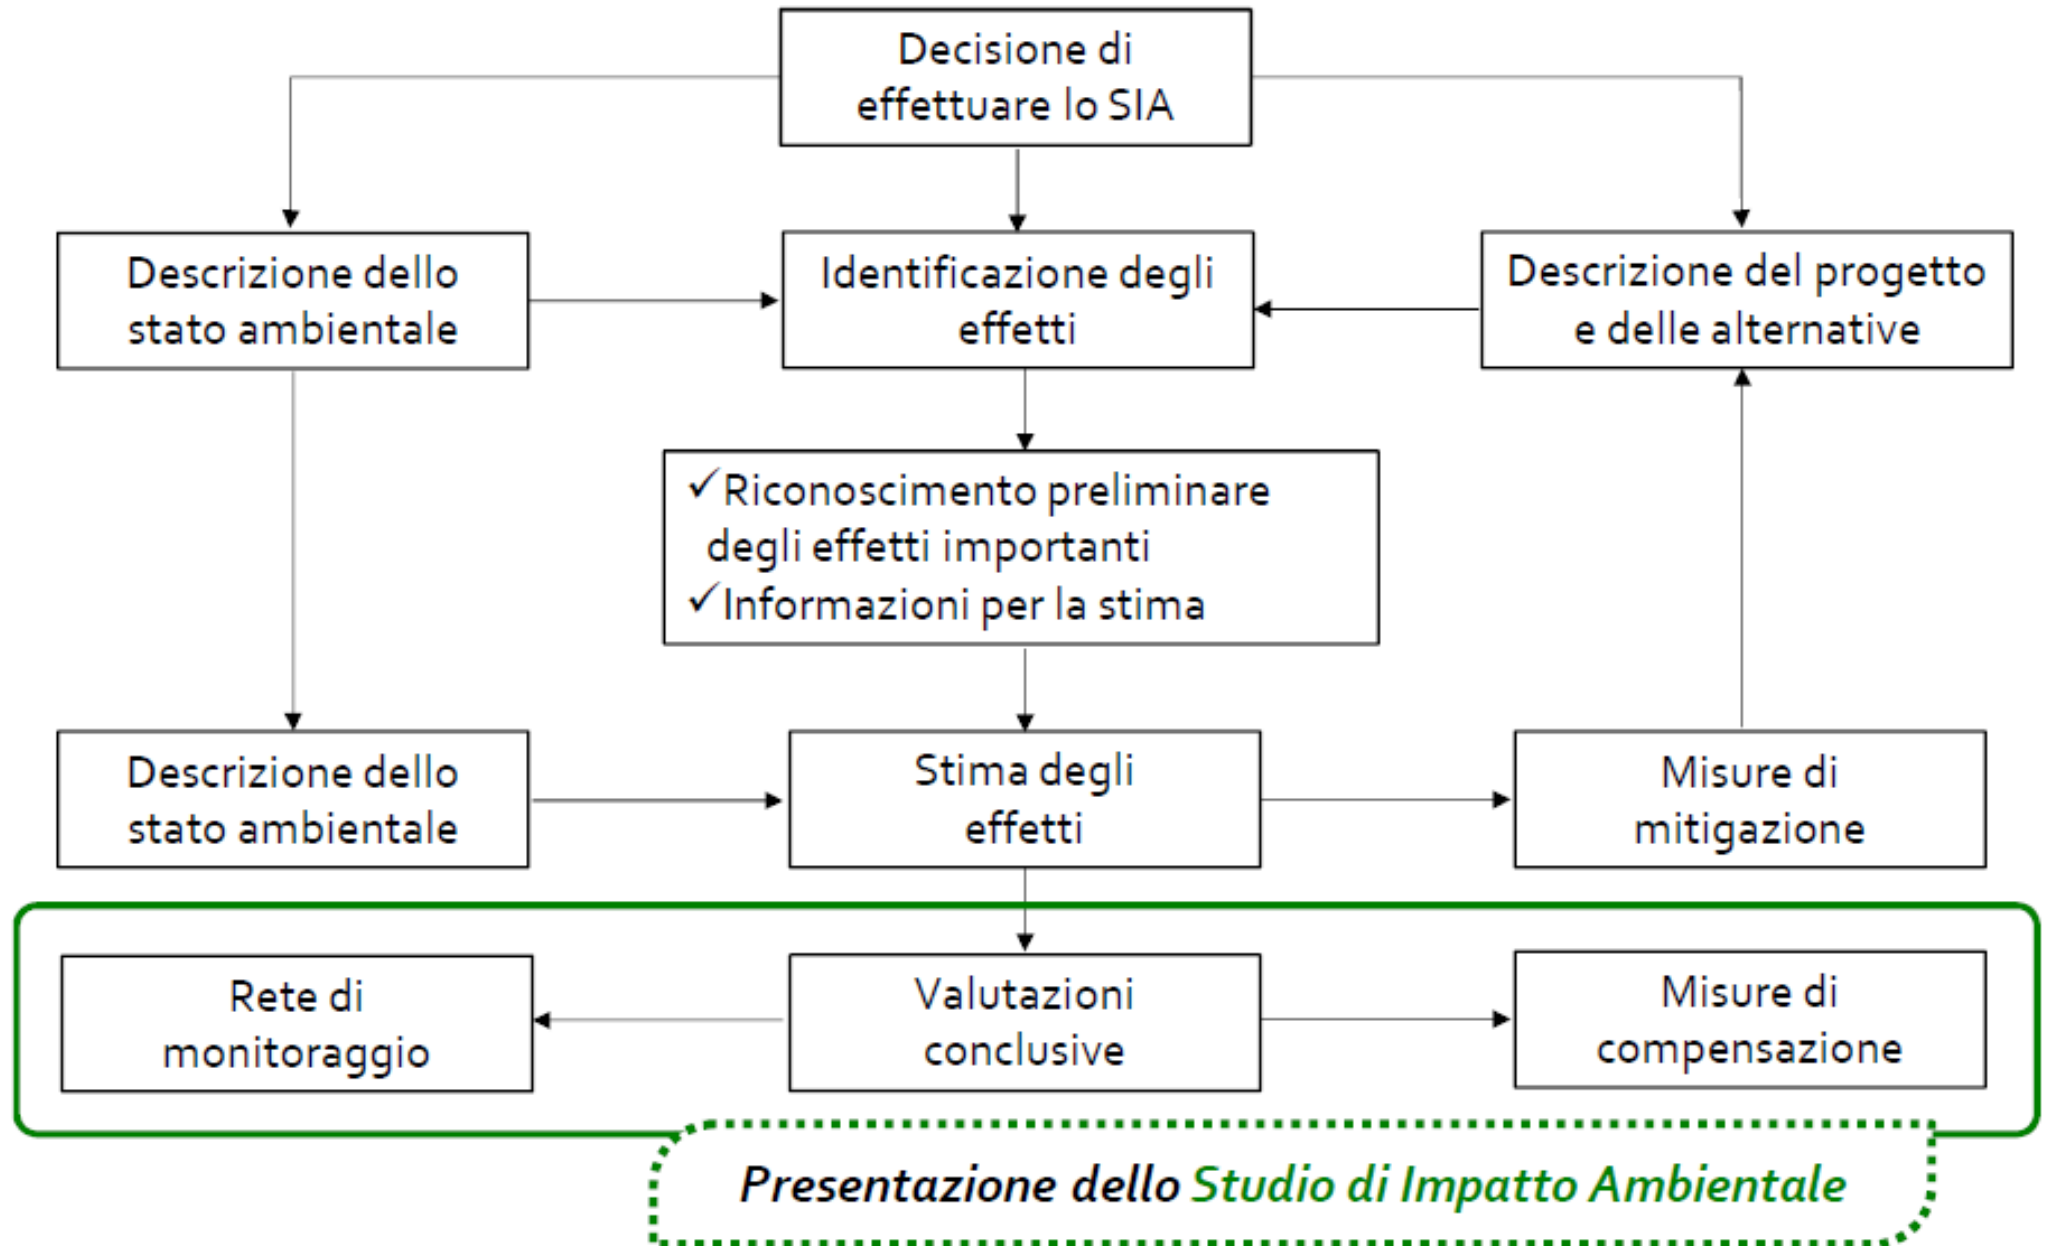 Decisione di
effettuare lo SIA
Descrizione dello
stato ambientale
Identificazione degli
effetti
Descrizione del progetto
e delle alternative
✓Riconoscimento preliminare
degli effetti importanti
✓Informazioni per la stima
Descrizione dello
stato ambientale
Stima degli
effetti
Misure di
mitigazione
Rete di
monitoraggio
Valutazioni
conclusive
Misure di
compensazione
Presentazione dello Studio di Impatto Ambientale